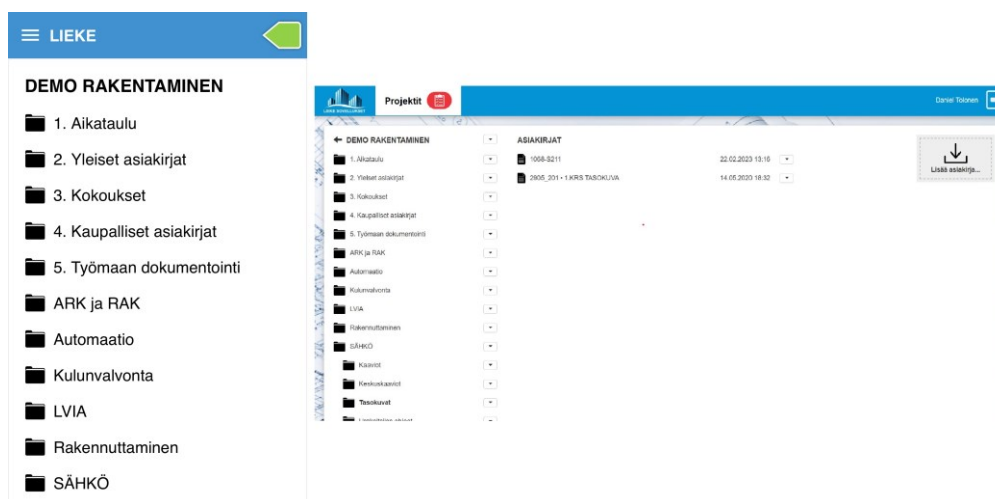 LIEKE
DEMO RAKENTAMINEN
1. Aikataulu
2. Yleiset asiakirjat
3. Kokoukset
4. Kaupalliset asiakirjat
5. Työmaan dokumentointi
ARK ja RAK
Automaatio
Kulunvalvonta
LVIA
Rakennuttaminen
SÄHKÖ
Projektit
Daniel Tolonen
DEMO RAKENTAMINEN
1. Aikataulu
2. Yleiset asiakirjat
3. Kokoukset
4. Kaupalliset asiakirjat
5. Työmaan dokumentointi
ARK ja RAK
Automaatio
Kulunvalvonta
LVIA
Rakennuttaminen
SÄHKÖ
Kaaviot
Keskuskaaviot
Tasokuvat
ASIAKIRJAT
1068-3211 22.02.2023 13:16
2905_201 • 1.KRS TASOKUVA 14.05.2020 18:32
Lisää asiakirja...